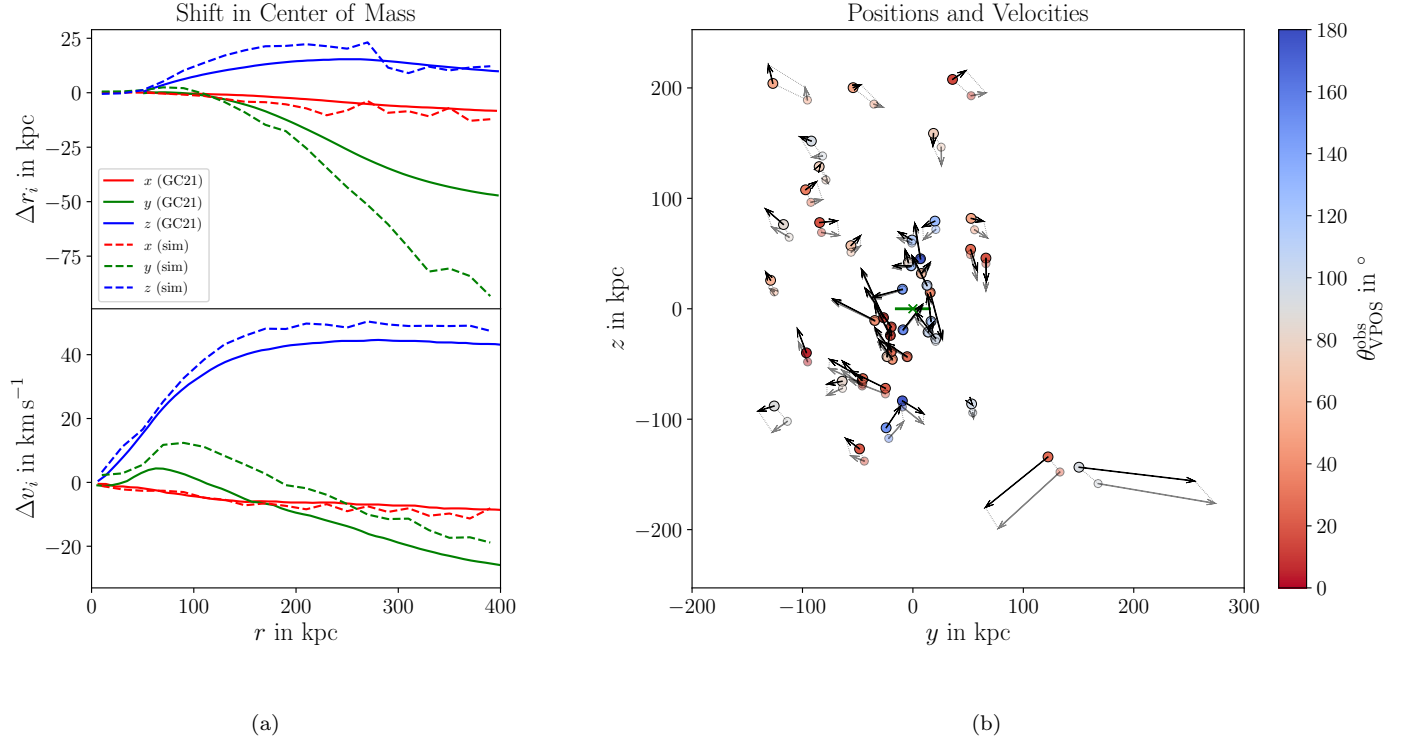 Shift in Center of Mass
25
0
−25
−50
−75
Δr_i in kpc
x (GC21)
y (GC21)
z (GC21)
x (sim)
y (sim)
z (sim)
40
20
0
−20
Δv_i in km s⁻¹
0
100
200
300
400
r in kpc
(a)
Positions and Velocities
200
100
0
−100
−200
z in kpc
−200
−100
0
100
200
300
y in kpc
180
160
140
120
100
80
60
40
20
0
θ^obs_VPOS in °
(b)